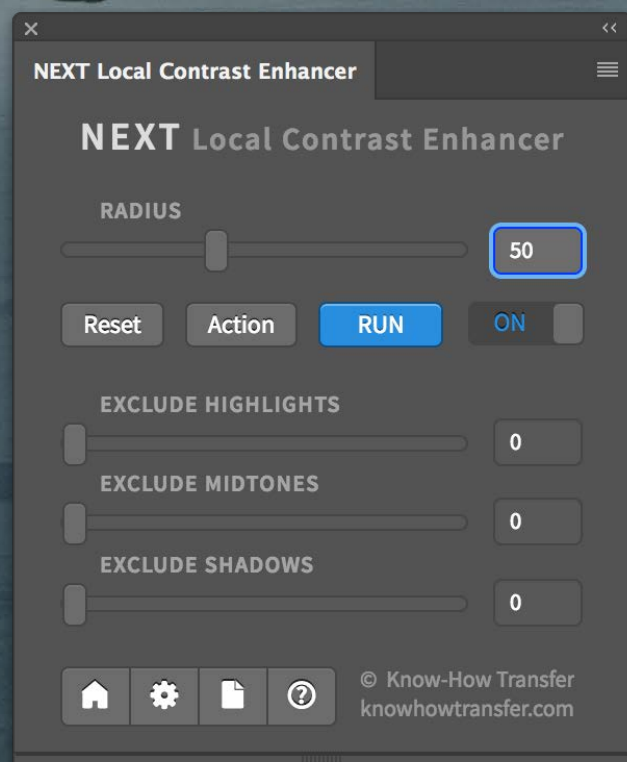 NEXT Local Contrast Enhancer
NEXT Local Contrast Enhancer
RADIUS
50
Reset Action RUN ON
EXCLUDE HIGHLIGHTS
0
EXCLUDE MIDTONES
0
EXCLUDE SHADOWS
0
© Know-How Transfer
knowhowtransfer.com